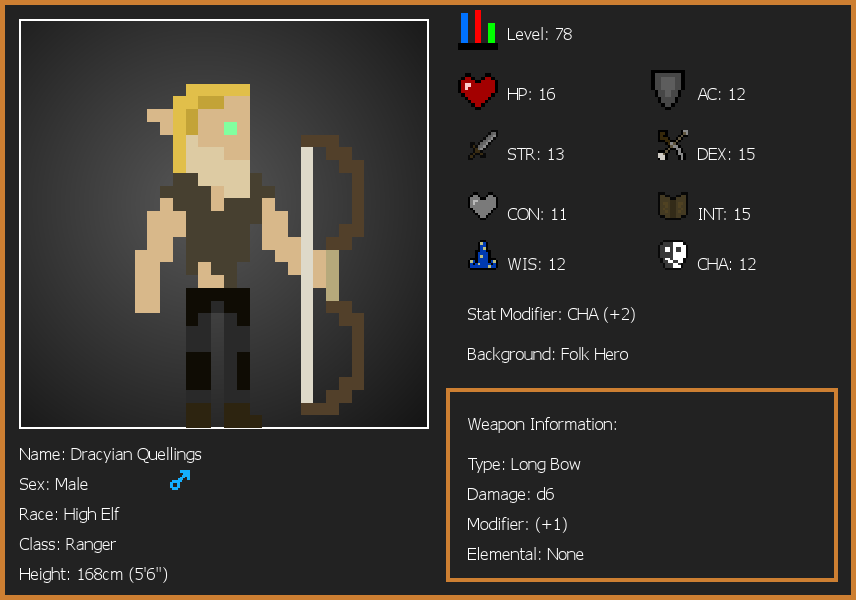 Level: 78
HP: 16
AC: 12
STR: 13
DEX: 15
CON: 11
INT: 15
WIS: 12
CHA: 12
Stat Modifier: CHA (+2)
Background: Folk Hero
Weapon Information:
Type: Long Bow
Damage: d6
Modifier: (+1)
Elemental: None
Name: Dracyian Quellings
Sex: Male
Race: High Elf
Class: Ranger
Height: 168cm (5'6")